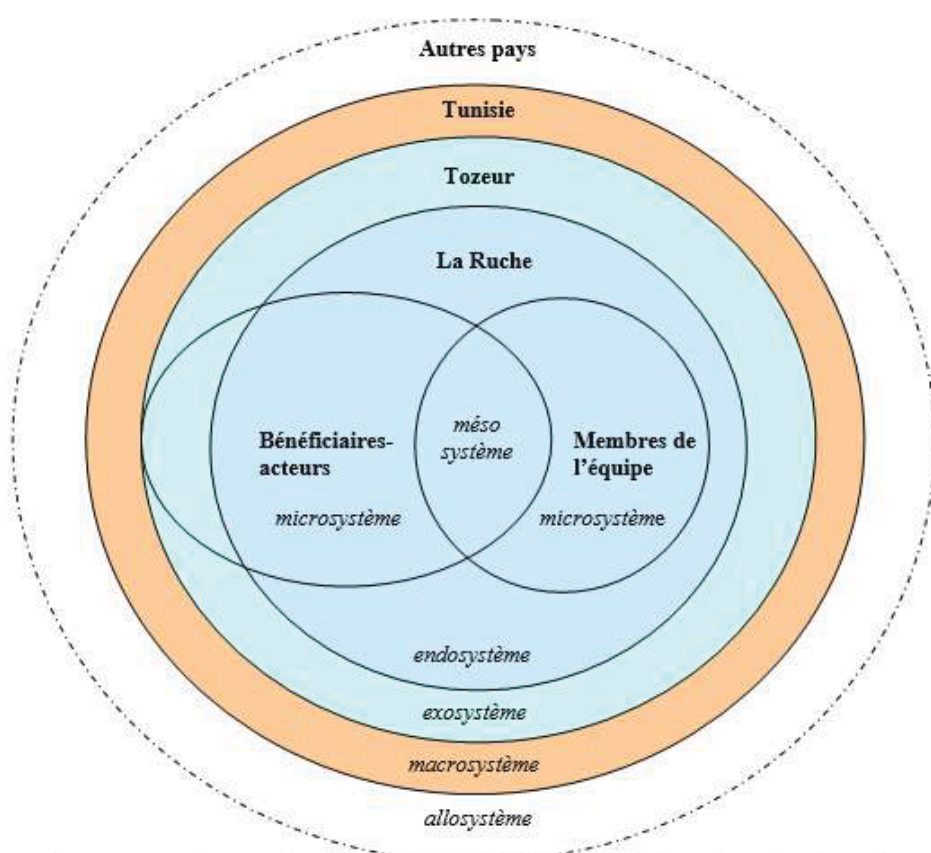 Autres pays
Tunisie
Tozeur
La Ruche
Bénéficiaires-
acteurs
microsystème
méso
système
Membres de
l'équipe
microsystème
endosystème
exosystème
macrosystème
allosystème